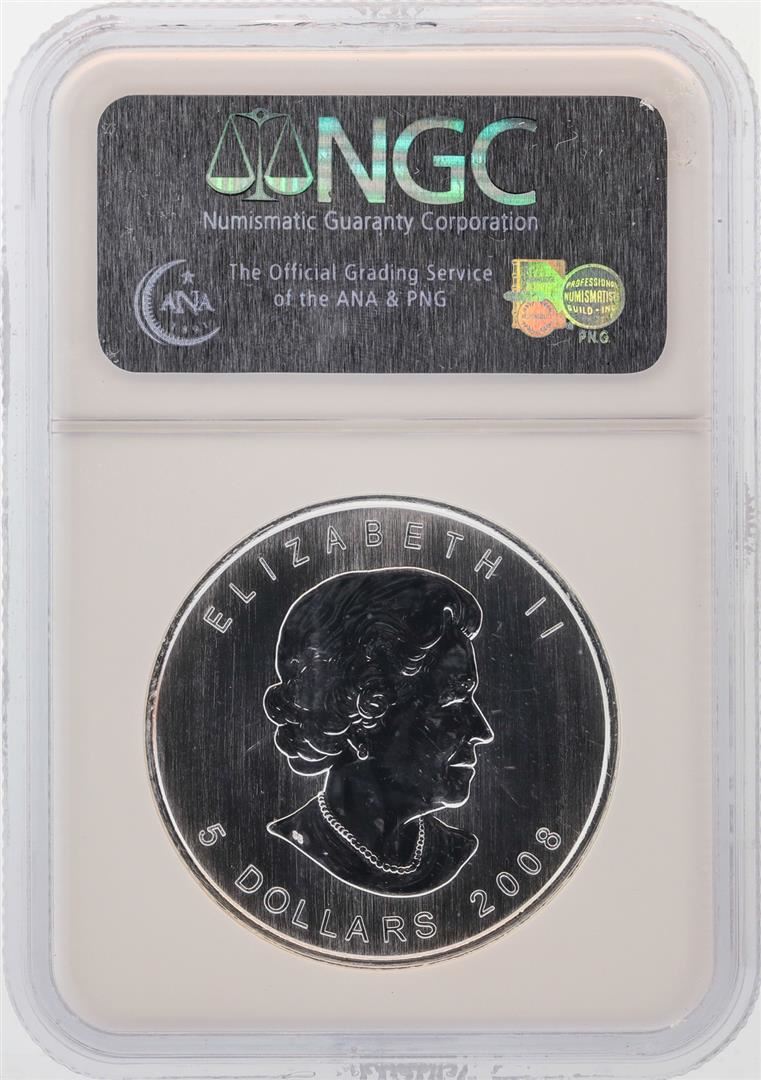 NGC
Numismatic Guaranty Corporation
The Official Grading Service
of the ANA & PNG
ANA
PROFESSIONAL
NUMISMATISTS
GUILD - INC
P.N.G.
ELIZABETH II
5 DOLLARS 2008